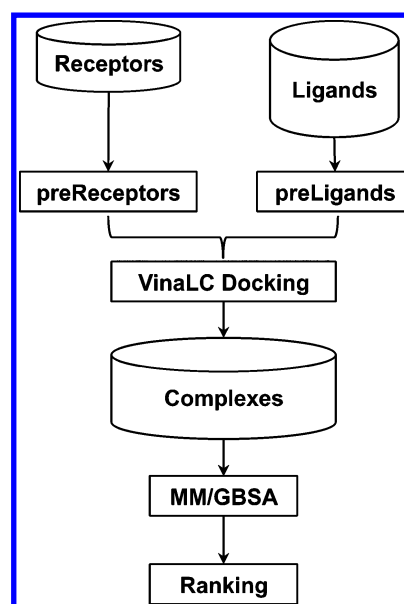 Receptors
Ligands
preReceptors
preLigands
VinaLC Docking
Complexes
MM/GBSA
Ranking